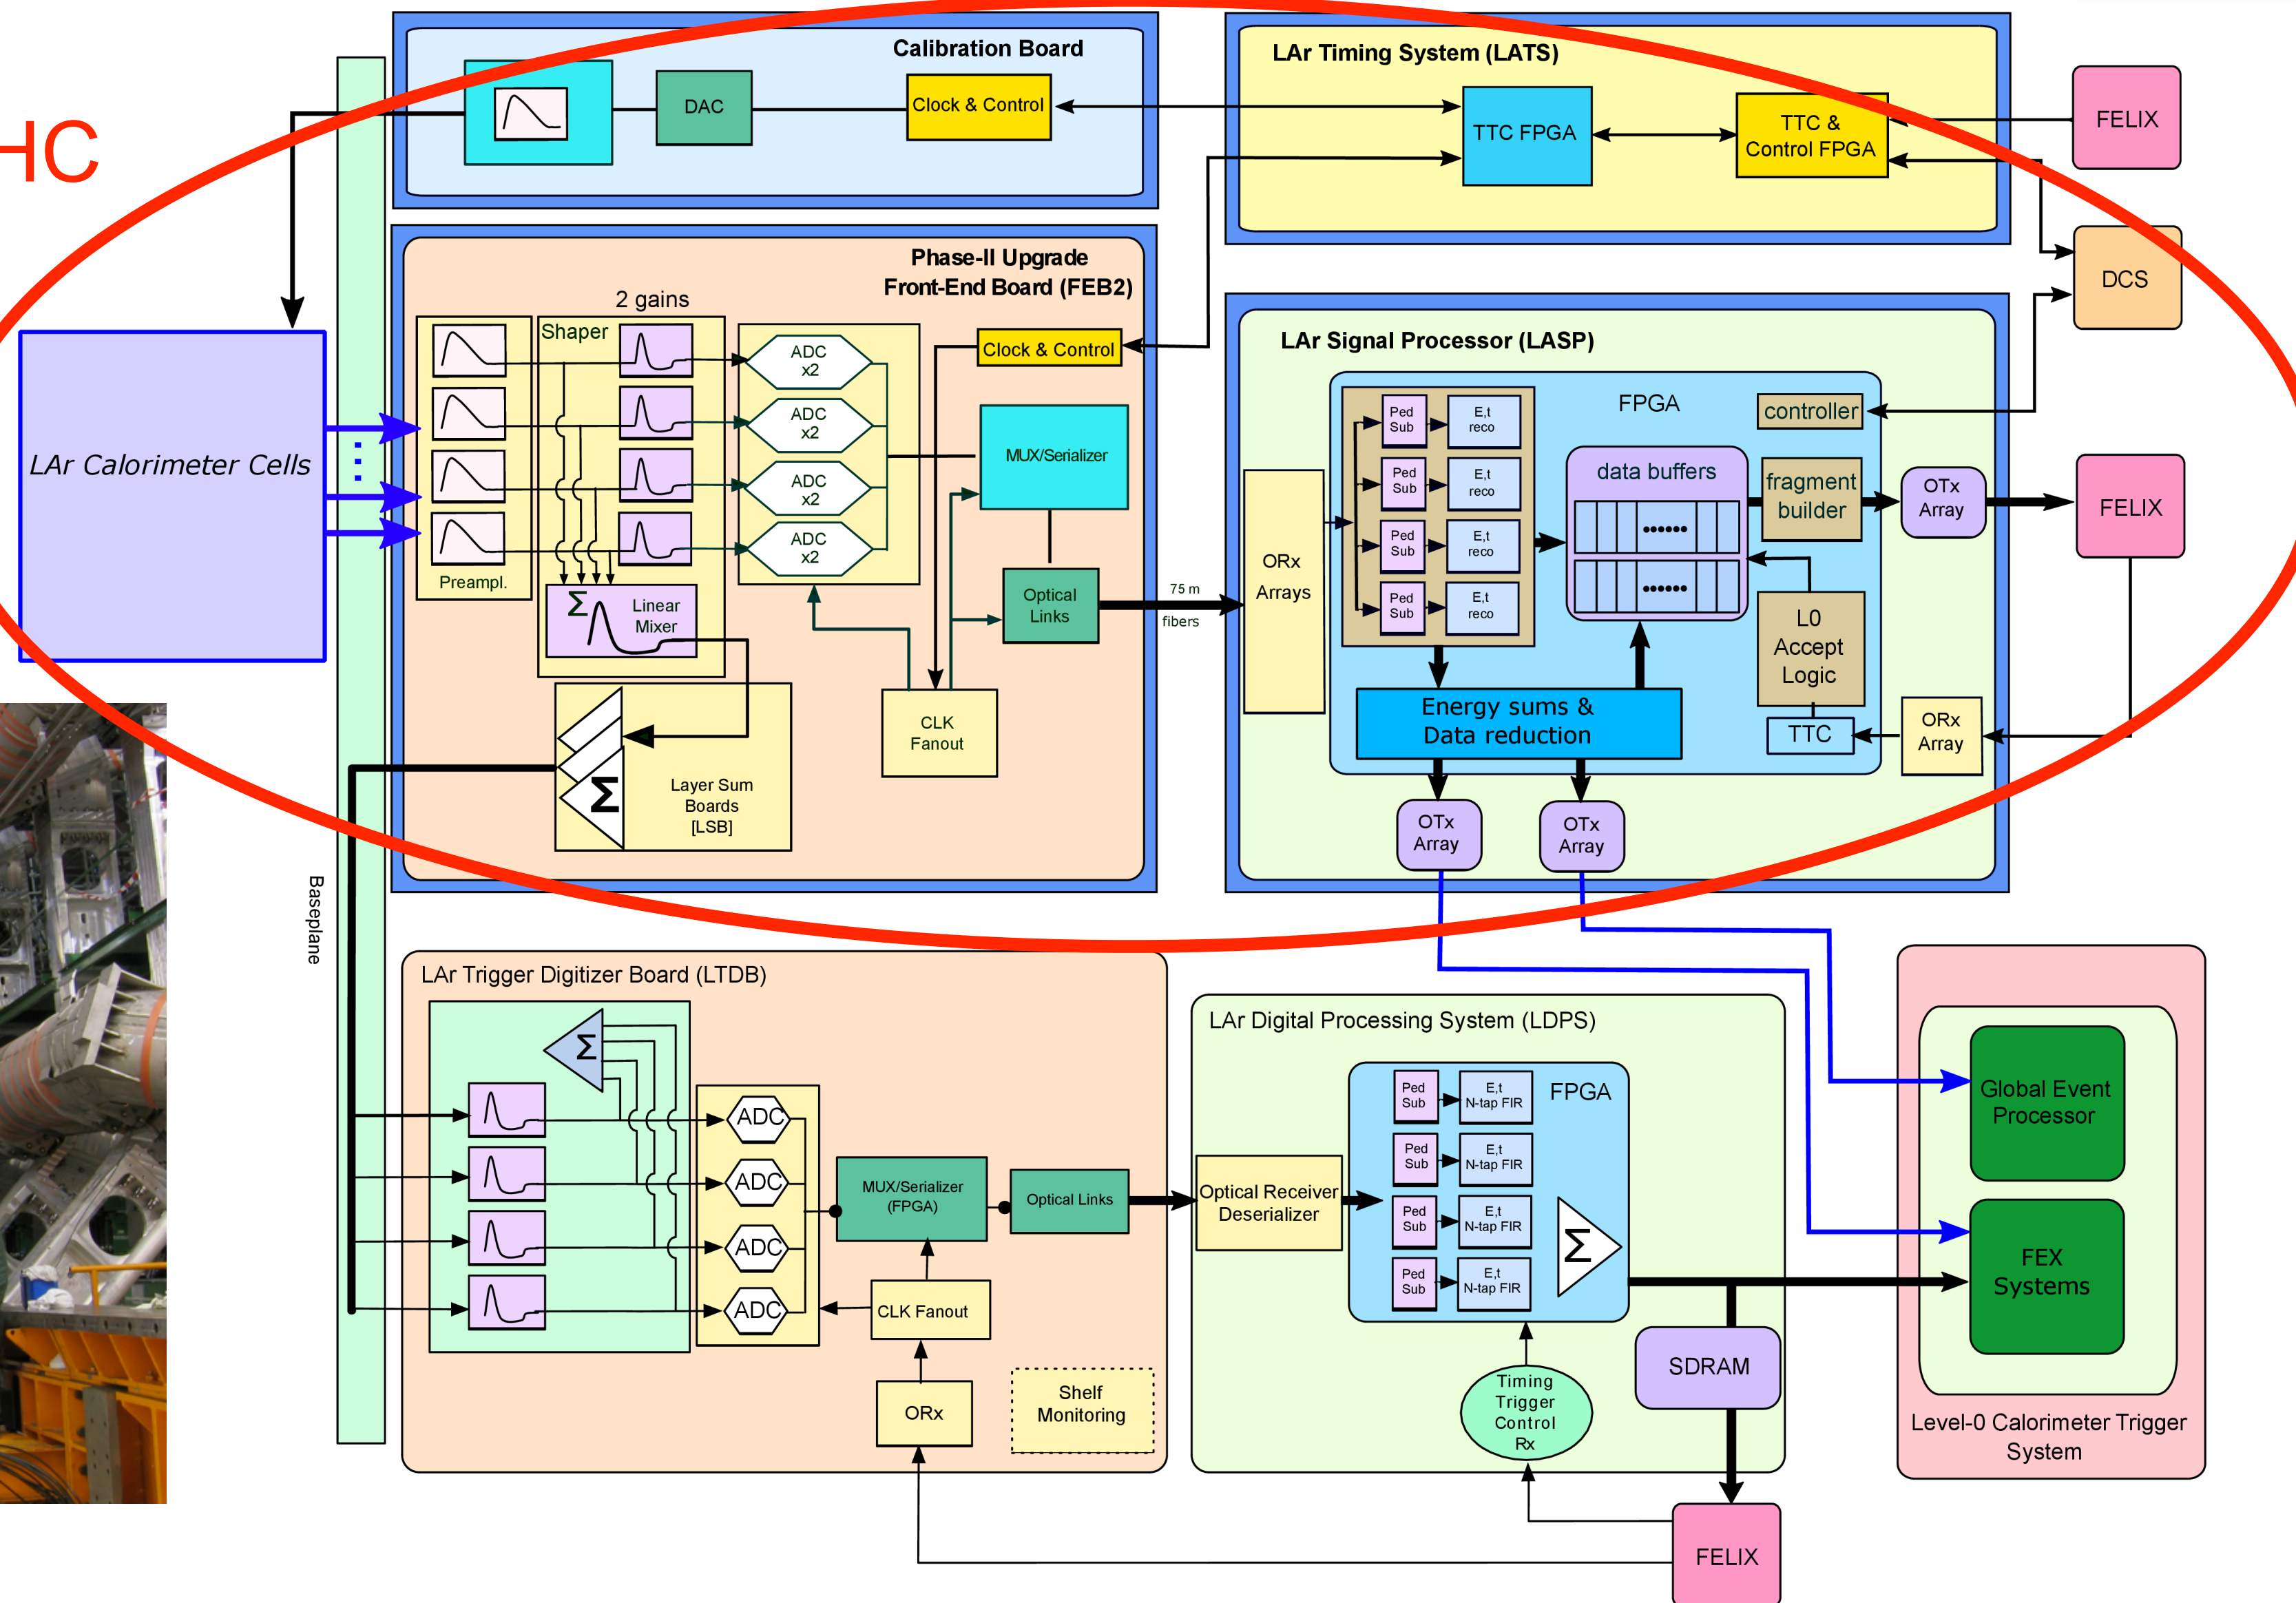 HC
Calibration Board
DAC
Clock & Control
LAr Timing System (LATS)
TTC FPGA
TTC &
Control FPGA
FELIX
DCS
Phase-II Upgrade
Front-End Board (FEB2)
2 gains
Shaper
Preampl.
ADC
x2
ADC
x2
ADC
x2
ADC
x2
Clock & Control
MUX/Serializer
Optical
Links
Σ
Linear
Mixer
CLK
Fanout
Σ
Layer Sum
Boards
[LSB]
LAr Calorimeter Cells
Baseplane
75 m
fibers
LAr Signal Processor (LASP)
FPGA
ORx
Arrays
Ped
Sub
E,t
reco
Ped
Sub
E,t
reco
Ped
Sub
E,t
reco
Ped
Sub
E,t
reco
data buffers
controller
fragment
builder
L0
Accept
Logic
TTC
Energy sums &
Data reduction
OTx
Array
FELIX
ORx
Array
OTx
Array
OTx
Array
LAr Trigger Digitizer Board (LTDB)
Σ
ADC
ADC
ADC
ADC
MUX/Serializer
(FPGA)
Optical Links
CLK Fanout
ORx
Shelf
Monitoring
LAr Digital Processing System (LDPS)
Optical Receiver
Deserializer
FPGA
Ped
Sub
E,t
N-tap FIR
Ped
Sub
E,t
N-tap FIR
Ped
Sub
E,t
N-tap FIR
Ped
Sub
E,t
N-tap FIR
Σ
Timing
Trigger
Control
Rx
SDRAM
FELIX
Global Event
Processor
FEX
Systems
Level-0 Calorimeter Trigger
System